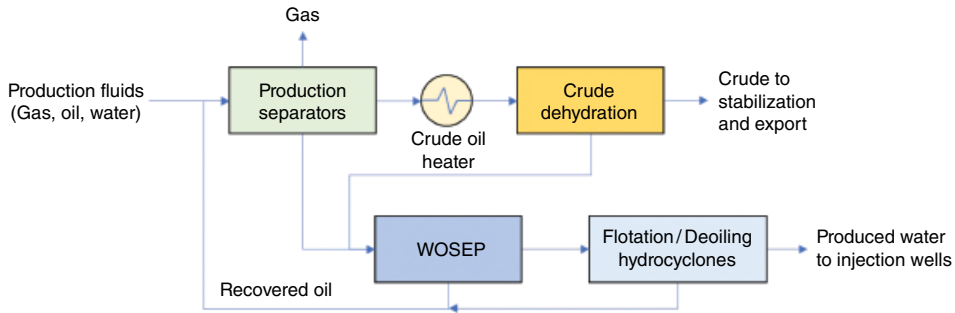 Gas
Production fluids
(Gas, oil, water)
Production
separators
Crude oil
heater
Crude
dehydration
Crude to
stabilization
and export
WOSEP
Flotation/Deoiling
hydrocyclones
Produced water
to injection wells
Recovered oil